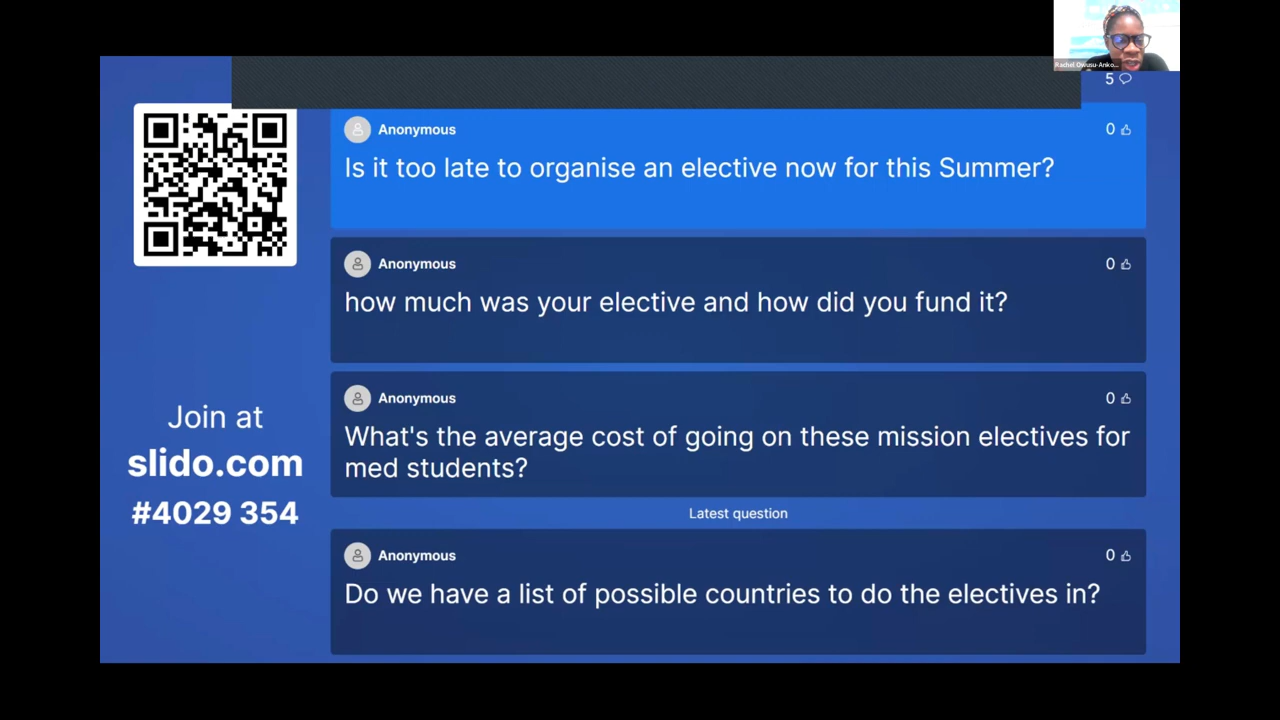 Rachel Owusu-Anko...
5
Anonymous
0
Is it too late to organise an elective now for this Summer?
Anonymous
0
how much was your elective and how did you fund it?
Anonymous
0
What's the average cost of going on these mission electives for
med students?
Latest question
Anonymous
0
Do we have a list of possible countries to do the electives in?
Join at
slido.com
#4029 354